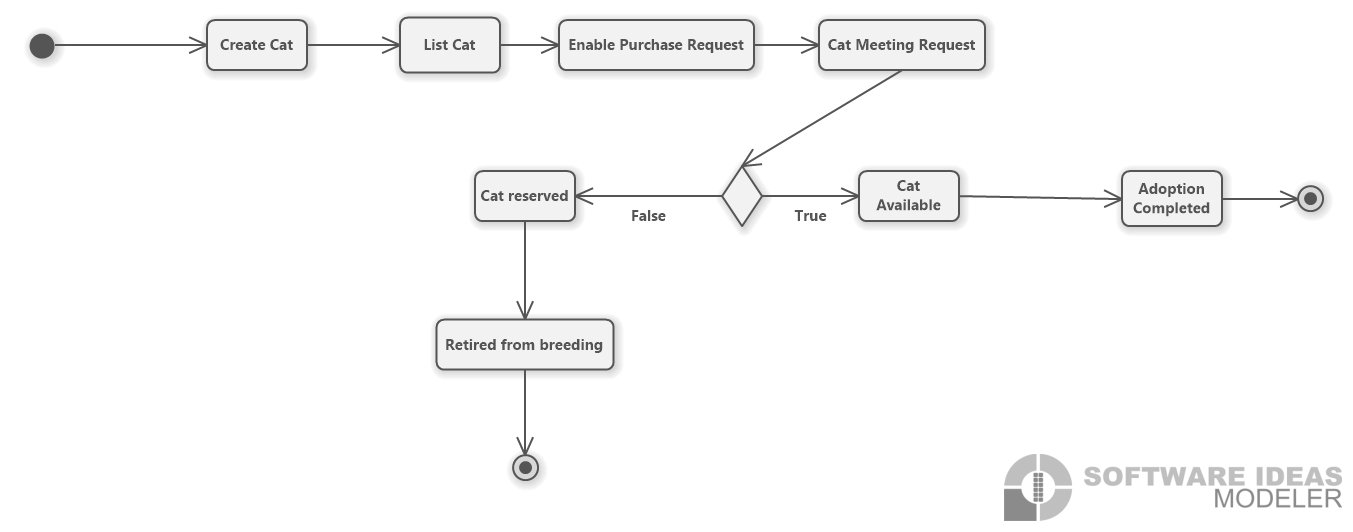 Create Cat
List Cat
Enable Purchase Request
Cat Meeting Request
Cat reserved
False
True
Cat
Available
Adoption
Completed
Retired from breeding
SOFTWARE IDEAS
MODELER